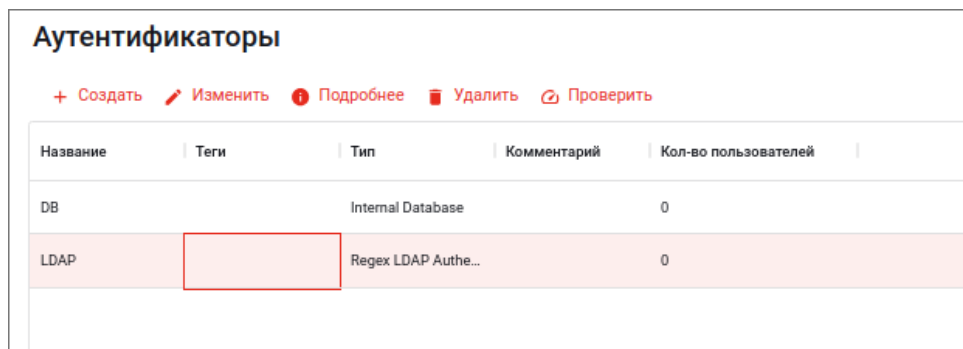 Аутентификаторы
+ Создать Изменить Подробнее Удалить Проверить
Название Теги Тип Комментарий Кол-во пользователей
DB Internal Database 0
LDAP Regex LDAP Authe... 0